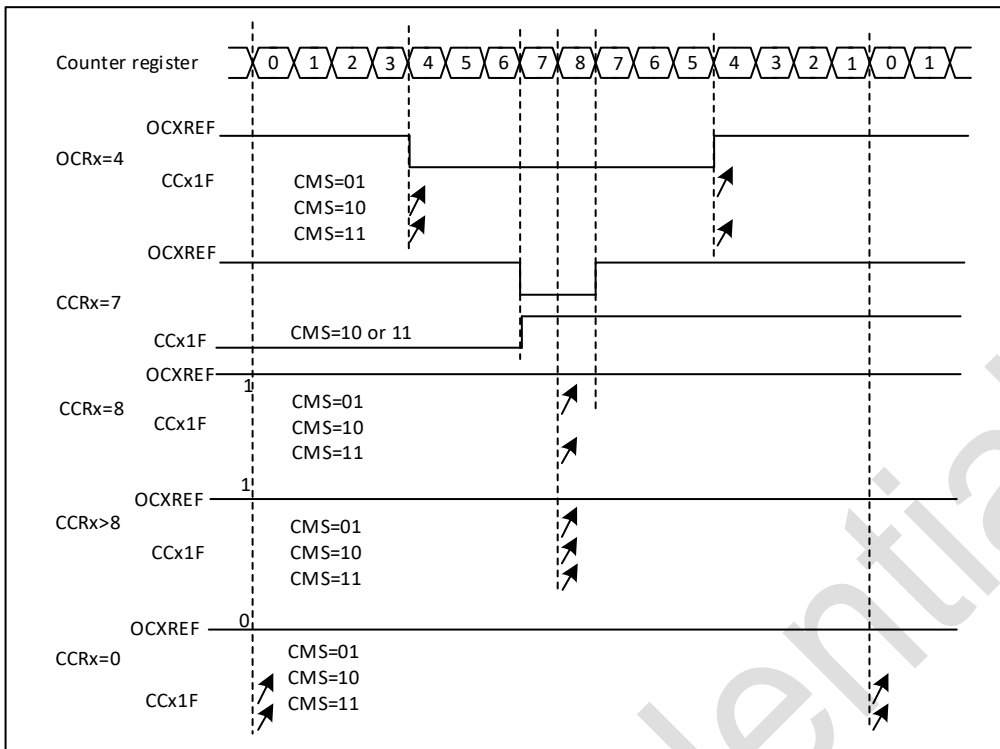 Counter register 0 1 2 3 4 5 6 7 8 7 6 5 4 3 2 1 0 1
OCXREF
OCRx=4
CCx1F CMS=01
CMS=10
CMS=11
OCXREF
CCRx=7
CCx1F CMS=10 or 11
OCXREF 1
CCRx=8 CMS=01
CCx1F CMS=10
CMS=11
OCXREF 1
CCRx>8 CMS=01
CCx1F CMS=10
CMS=11
OCXREF 0
CCRx=0 CMS=01
CMS=10
CCx1F CMS=11